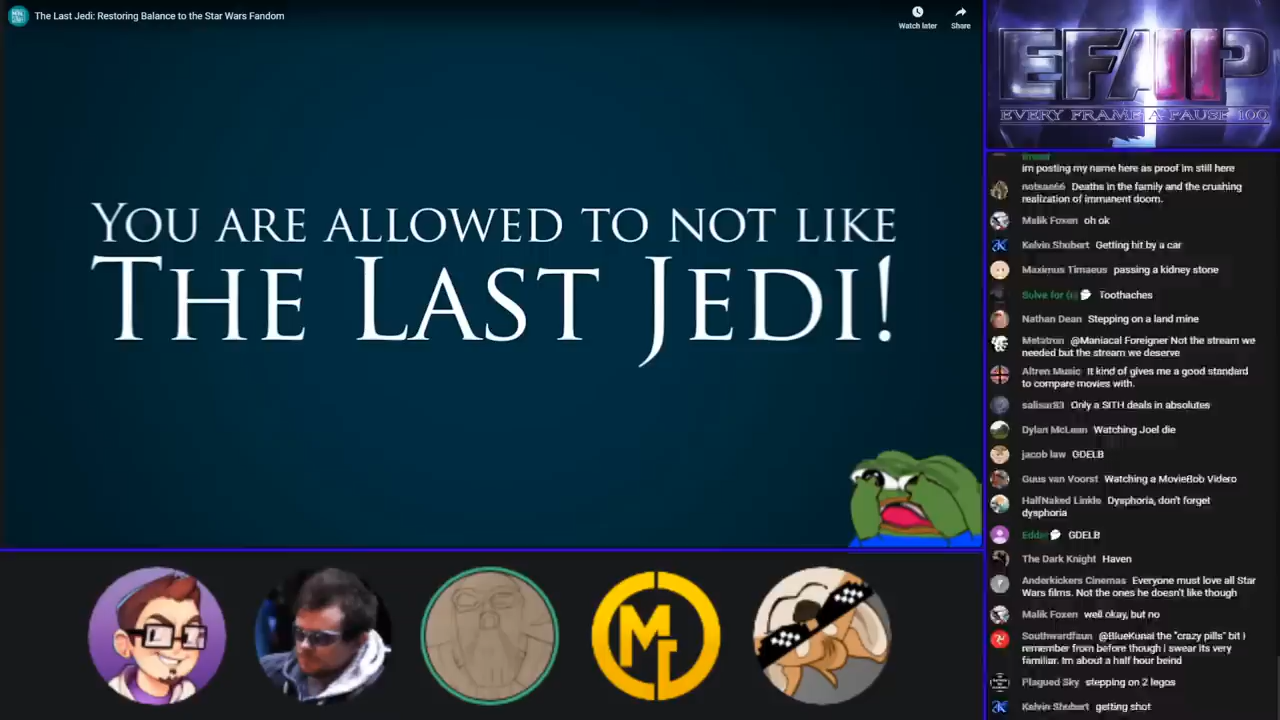 The Last Jedi: Restoring Balance to the Star Wars Fandom
Watch later
Share
YOU ARE ALLOWED TO NOT LIKE
THE LAST JEDI!
EFAP
EVERY FRAME A PAUSE 100
im posting my name here as proof im still here
Deaths in the family and the crushing
realization of immanent doom.
Malik Foxen oh ok
Kelvin Shubert Getting hit by a car
Maximus Timaeus passing a kidney stone
Solve for Toothaches
Nathan Dean Stepping on a land mine
Metatron @Maniacal Foreigner Not the stream we
needed but the stream we deserve
Altren Music It kind of gives me a good standard
to compare movies with.
salisar83 Only a SITH deals in absolutes
Dylan McLean Watching Joel die
jacob law GDELB
Guus van Voorst Watching a MovieBob Video
HalfNaked Linkle Dysphoria, don't forget
dysphoria
GDELB
The Dark Knight Haven
Anderkickers Cinemas Everyone must love all Star
Wars films. Not the ones he doesn't like though
Malik Foxen well okay, but no
Southwardfaun @BlueKunai the "crazy pills" bit I
remember from before though I swear its very
familiar. Im about a half hour beind
Plagued Sky stepping on 2 legos
Kelvin Shubert getting shot
M